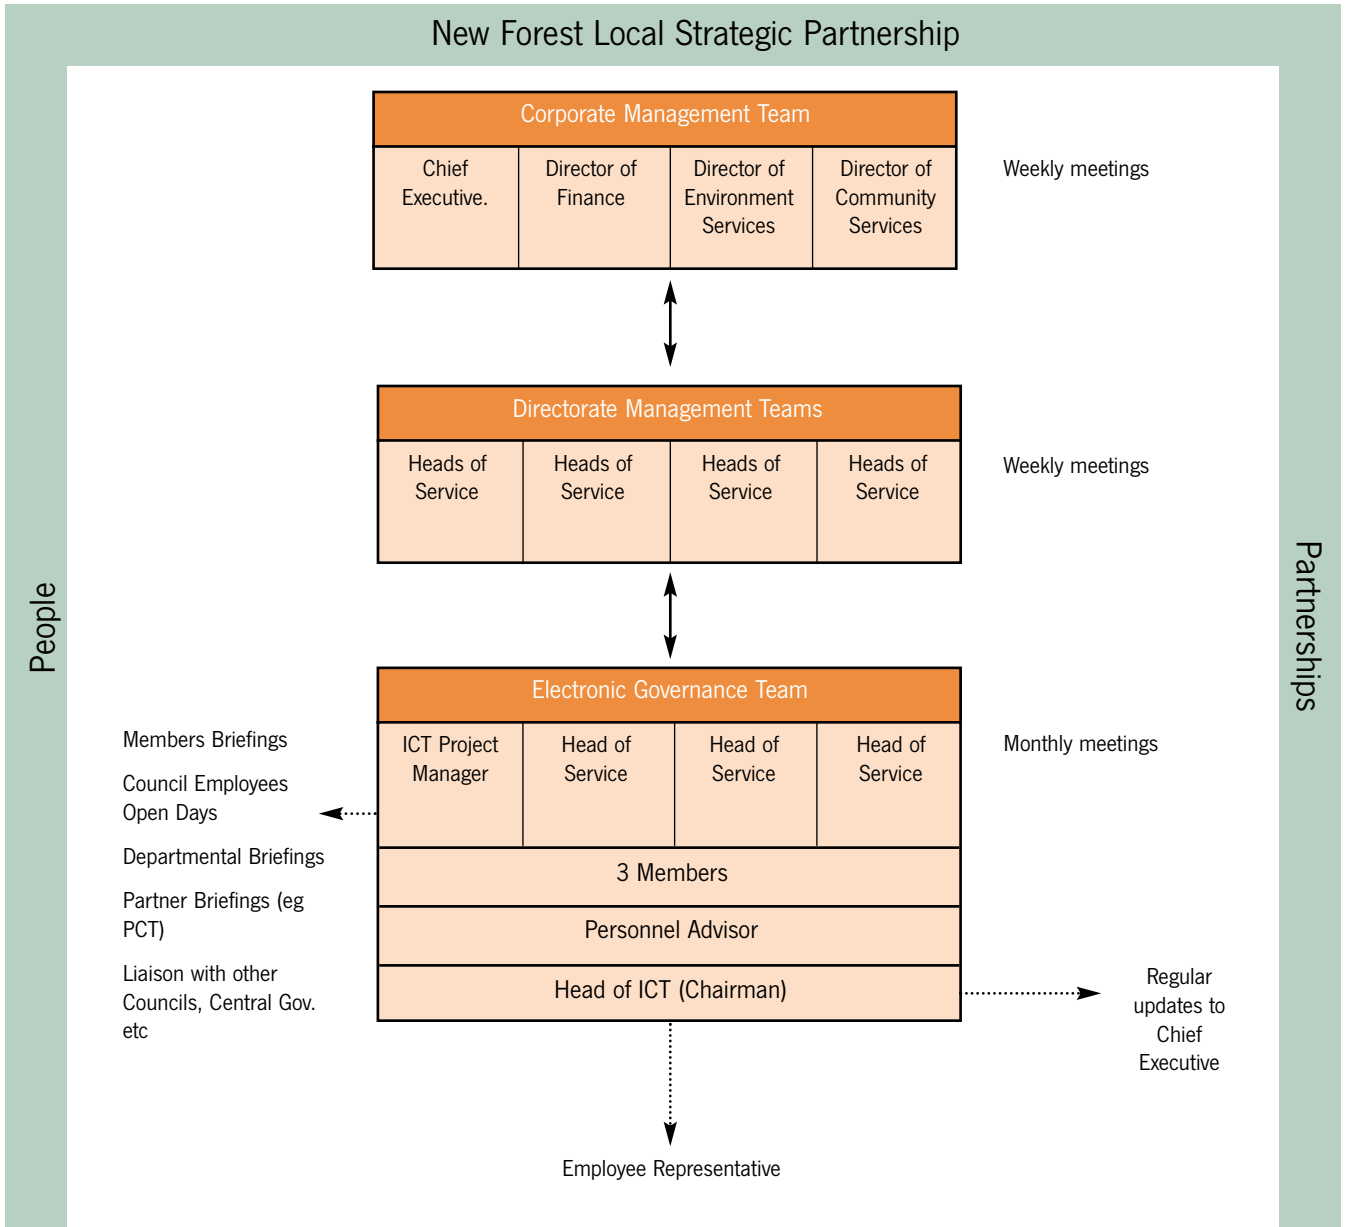 New Forest Local Strategic Partnership
People
Partnerships
Corporate Management Team
Chief
Executive.
Director of
Finance
Director of
Environment
Services
Director of
Community
Services
Weekly meetings
Directorate Management Teams
Heads of
Service
Heads of
Service
Heads of
Service
Heads of
Service
Weekly meetings
Electronic Governance Team
ICT Project
Manager
Head of
Service
Head of
Service
Head of
Service
Monthly meetings
3 Members
Personnel Advisor
Head of ICT (Chairman)
Members Briefings
Council Employees
Open Days
Departmental Briefings
Partner Briefings (eg
PCT)
Liaison with other
Councils, Central Gov.
etc
Regular
updates to
Chief
Executive
Employee Representative